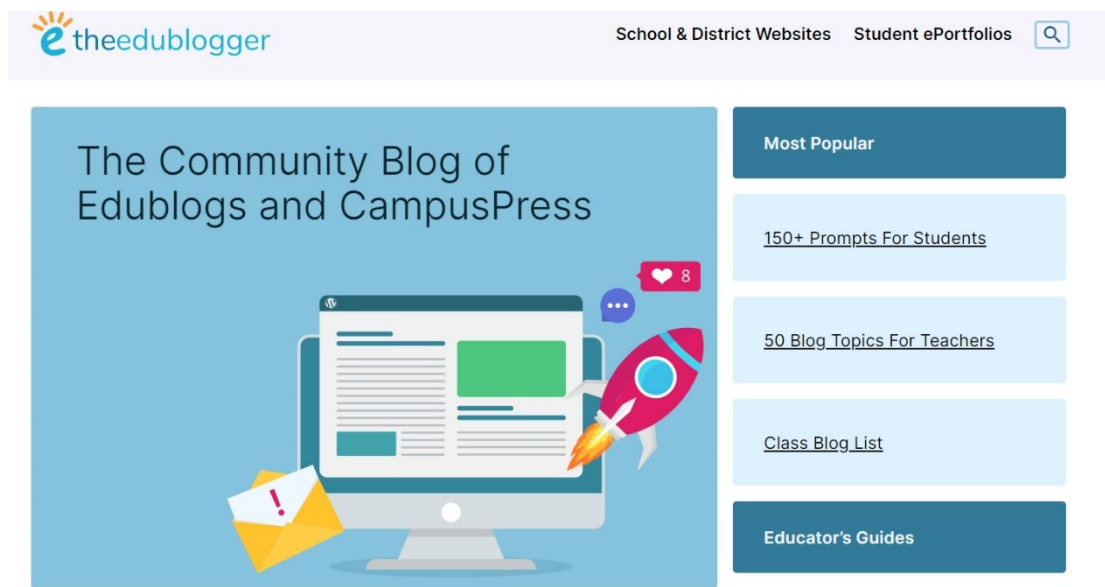 theedublogger
School & District Websites
Student ePortfolios
The Community Blog of
Edublogs and CampusPress
8
Most Popular
150+ Prompts For Students
50 Blog Topics For Teachers
Class Blog List
Educator’s Guides